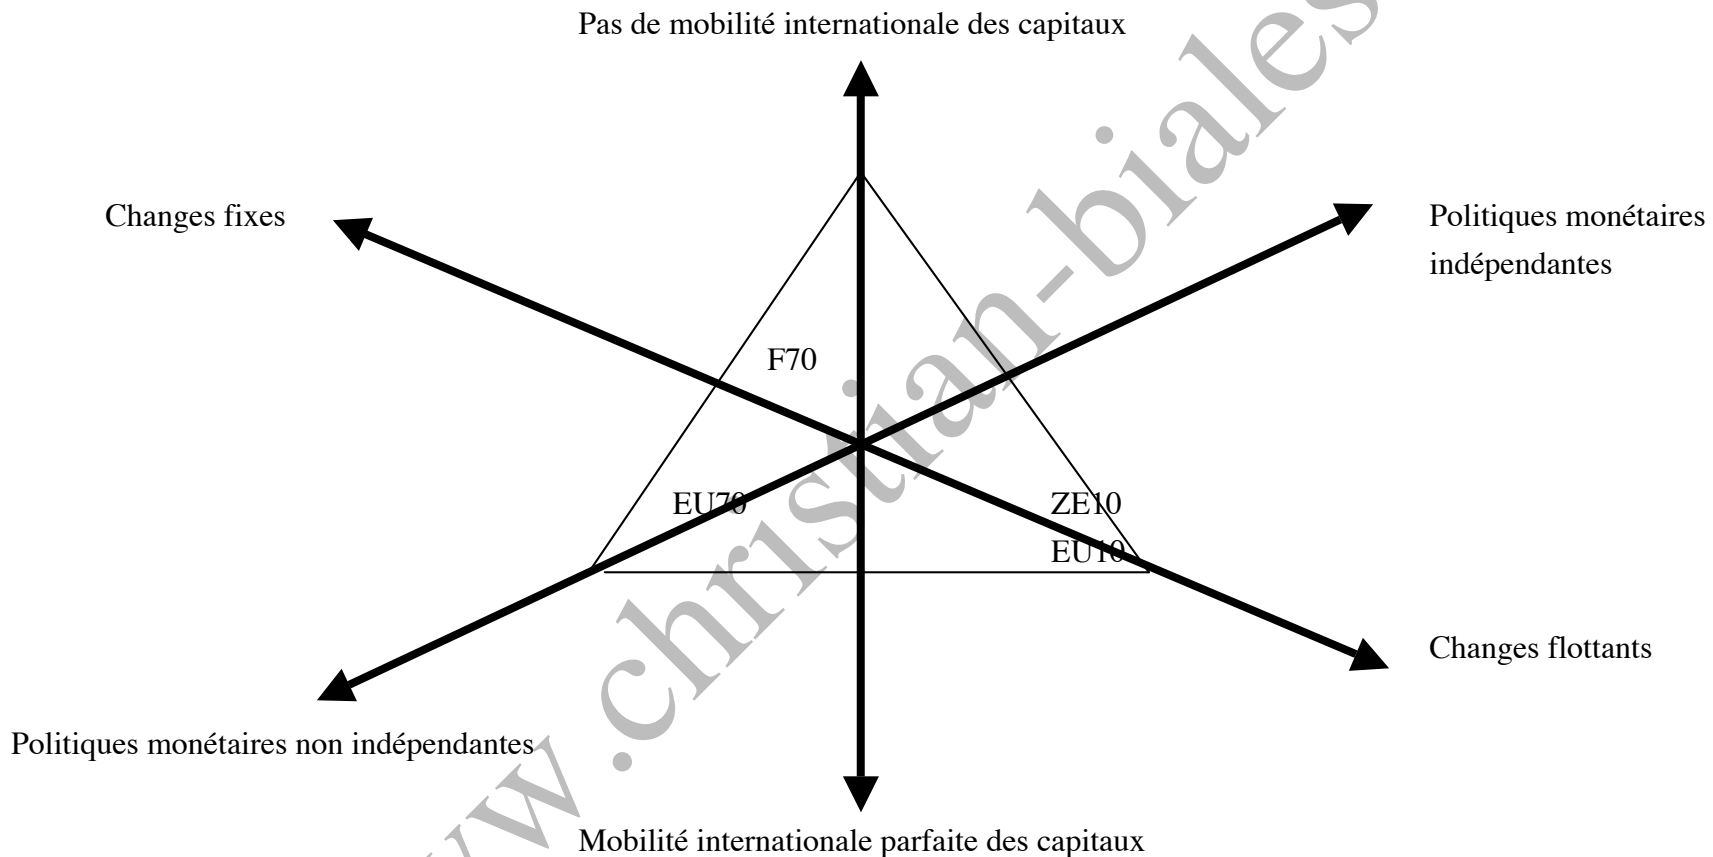 Pas de mobilité internationale des capitaux
Changes fixes
Politiques monétaires
indépendantes
F70
EU70
ZE10
EU10
Changes flottants
Politiques monétaires non indépendantes
Mobilité internationale parfaite des capitaux
w.christian-biales